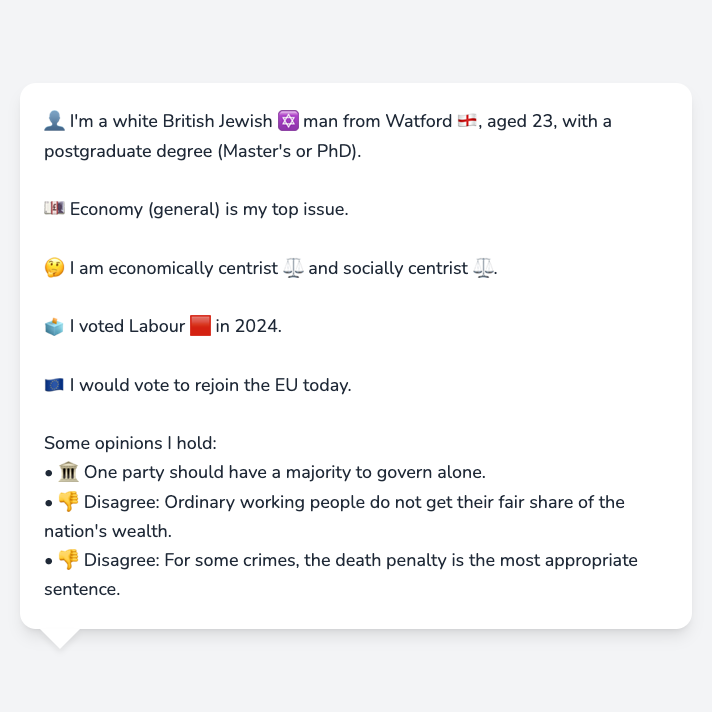 👤 I'm a white British Jewish ✡️ man from Watford 🏴󠁧󠁢󠁥󠁮󠁧󠁿, aged 23, with a
postgraduate degree (Master's or PhD).
💷 Economy (general) is my top issue.
🤔 I am economically centrist ⚖️ and socially centrist ⚖️.
🗳️ I voted Labour 🟥 in 2024.
🇪🇺 I would vote to rejoin the EU today.
Some opinions I hold:
• 🏛️ One party should have a majority to govern alone.
• 👎 Disagree: Ordinary working people do not get their fair share of the
nation's wealth.
• 👎 Disagree: For some crimes, the death penalty is the most appropriate
sentence.